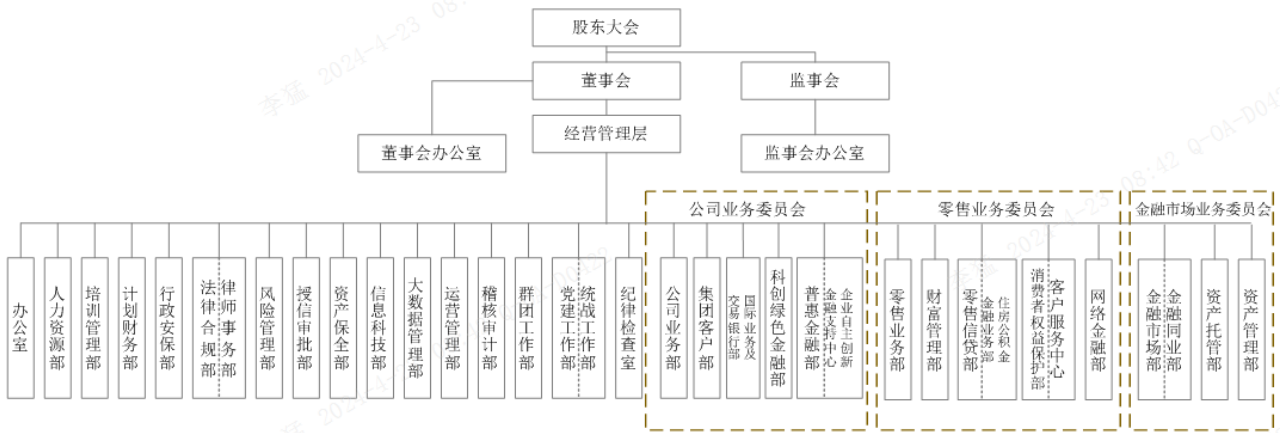 股东大会
董事会
监事会
经营管理层
董事会办公室
监事会办公室
公司业务委员会
零售业务委员会
金融市场业务委员会
办公室
人力资源部
培训管理部
计划财务部
行政安保部
法律合规部
律师事务部
风险管理部
授信审批部
资产保全部
信息科技部
大数据管理部
运营管理部
稽核审计部
群团工作部
党建工作部
统战工作部
纪律检查室
公司业务部
集团客户部
国际业务及
交易银行部
科创绿色金融部
普惠金融部
企业自主创新
金融支持中心
零售业务部
财富管理部
零售信贷部
住房公积金
金融业务部
消费者权益保护部
客户服务中心
网络金融部
金融市场部
金融同业部
资产托管部
资产管理部
李猛 2024-4-23 08:42 Q-0A-D0422